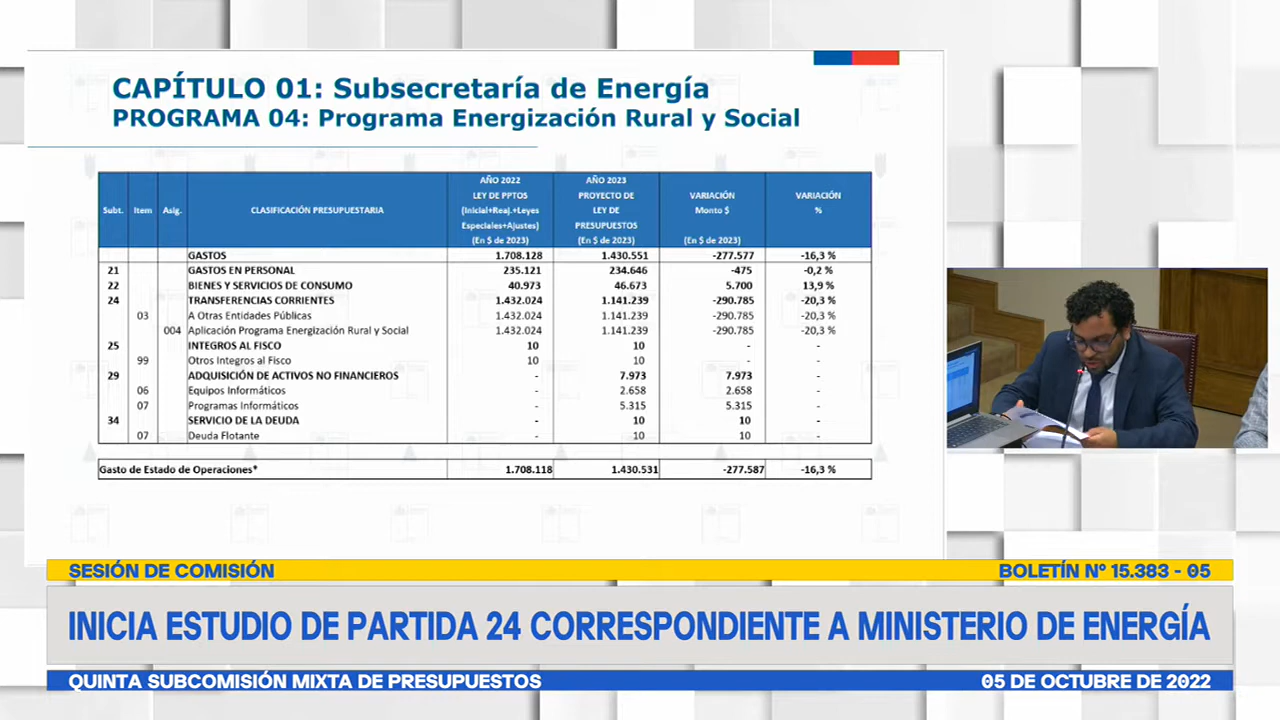 CAPÍTULO 01: Subsecretaría de Energía
PROGRAMA 04: Programa Energización Rural y Social
Subt. Item Asig. CLASIFICACIÓN PRESUPUESTARIA AÑO 2022 LEY DE PPTOS (Inicial+Reaj.+Leyes Especiales+Ajustes) (En $ de 2023) AÑO 2023 PROYECTO DE LEY DE PRESUPUESTOS (En $ de 2023) VARIACIÓN Monto $ (En $ de 2023) VARIACIÓN %
GASTOS 1.708.128 1.430.551 -277.577 -16,3 %
21 GASTOS EN PERSONAL 235.121 234.646 -475 -0,2 %
22 BIENES Y SERVICIOS DE CONSUMO 40.973 46.673 5.700 13,9 %
24 TRANSFERENCIAS CORRIENTES 1.432.024 1.141.239 -290.785 -20,3 %
03 A Otras Entidades Públicas 1.432.024 1.141.239 -290.785 -20,3 %
004 Aplicación Programa Energización Rural y Social 1.432.024 1.141.239 -290.785 -20,3 %
25 INTEGROS AL FISCO 10 10 - -
99 Otros Integros al Fisco 10 10 - -
29 ADQUISICIÓN DE ACTIVOS NO FINANCIEROS - 7.973 7.973 -
06 Equipos Informáticos - 2.658 2.658 -
07 Programas Informáticos - 5.315 5.315 -
34 SERVICIO DE LA DEUDA - 10 10 -
07 Deuda Flotante - 10 10 -
Gasto de Estado de Operaciones* 1.708.118 1.430.531 -277.587 -16,3 %
SESIÓN DE COMISIÓN BOLETÍN N° 15.383 - 05
INICIA ESTUDIO DE PARTIDA 24 CORRESPONDIENTE A MINISTERIO DE ENERGÍA
QUINTA SUBCOMISIÓN MIXTA DE PRESUPUESTOS 05 DE OCTUBRE DE 2022